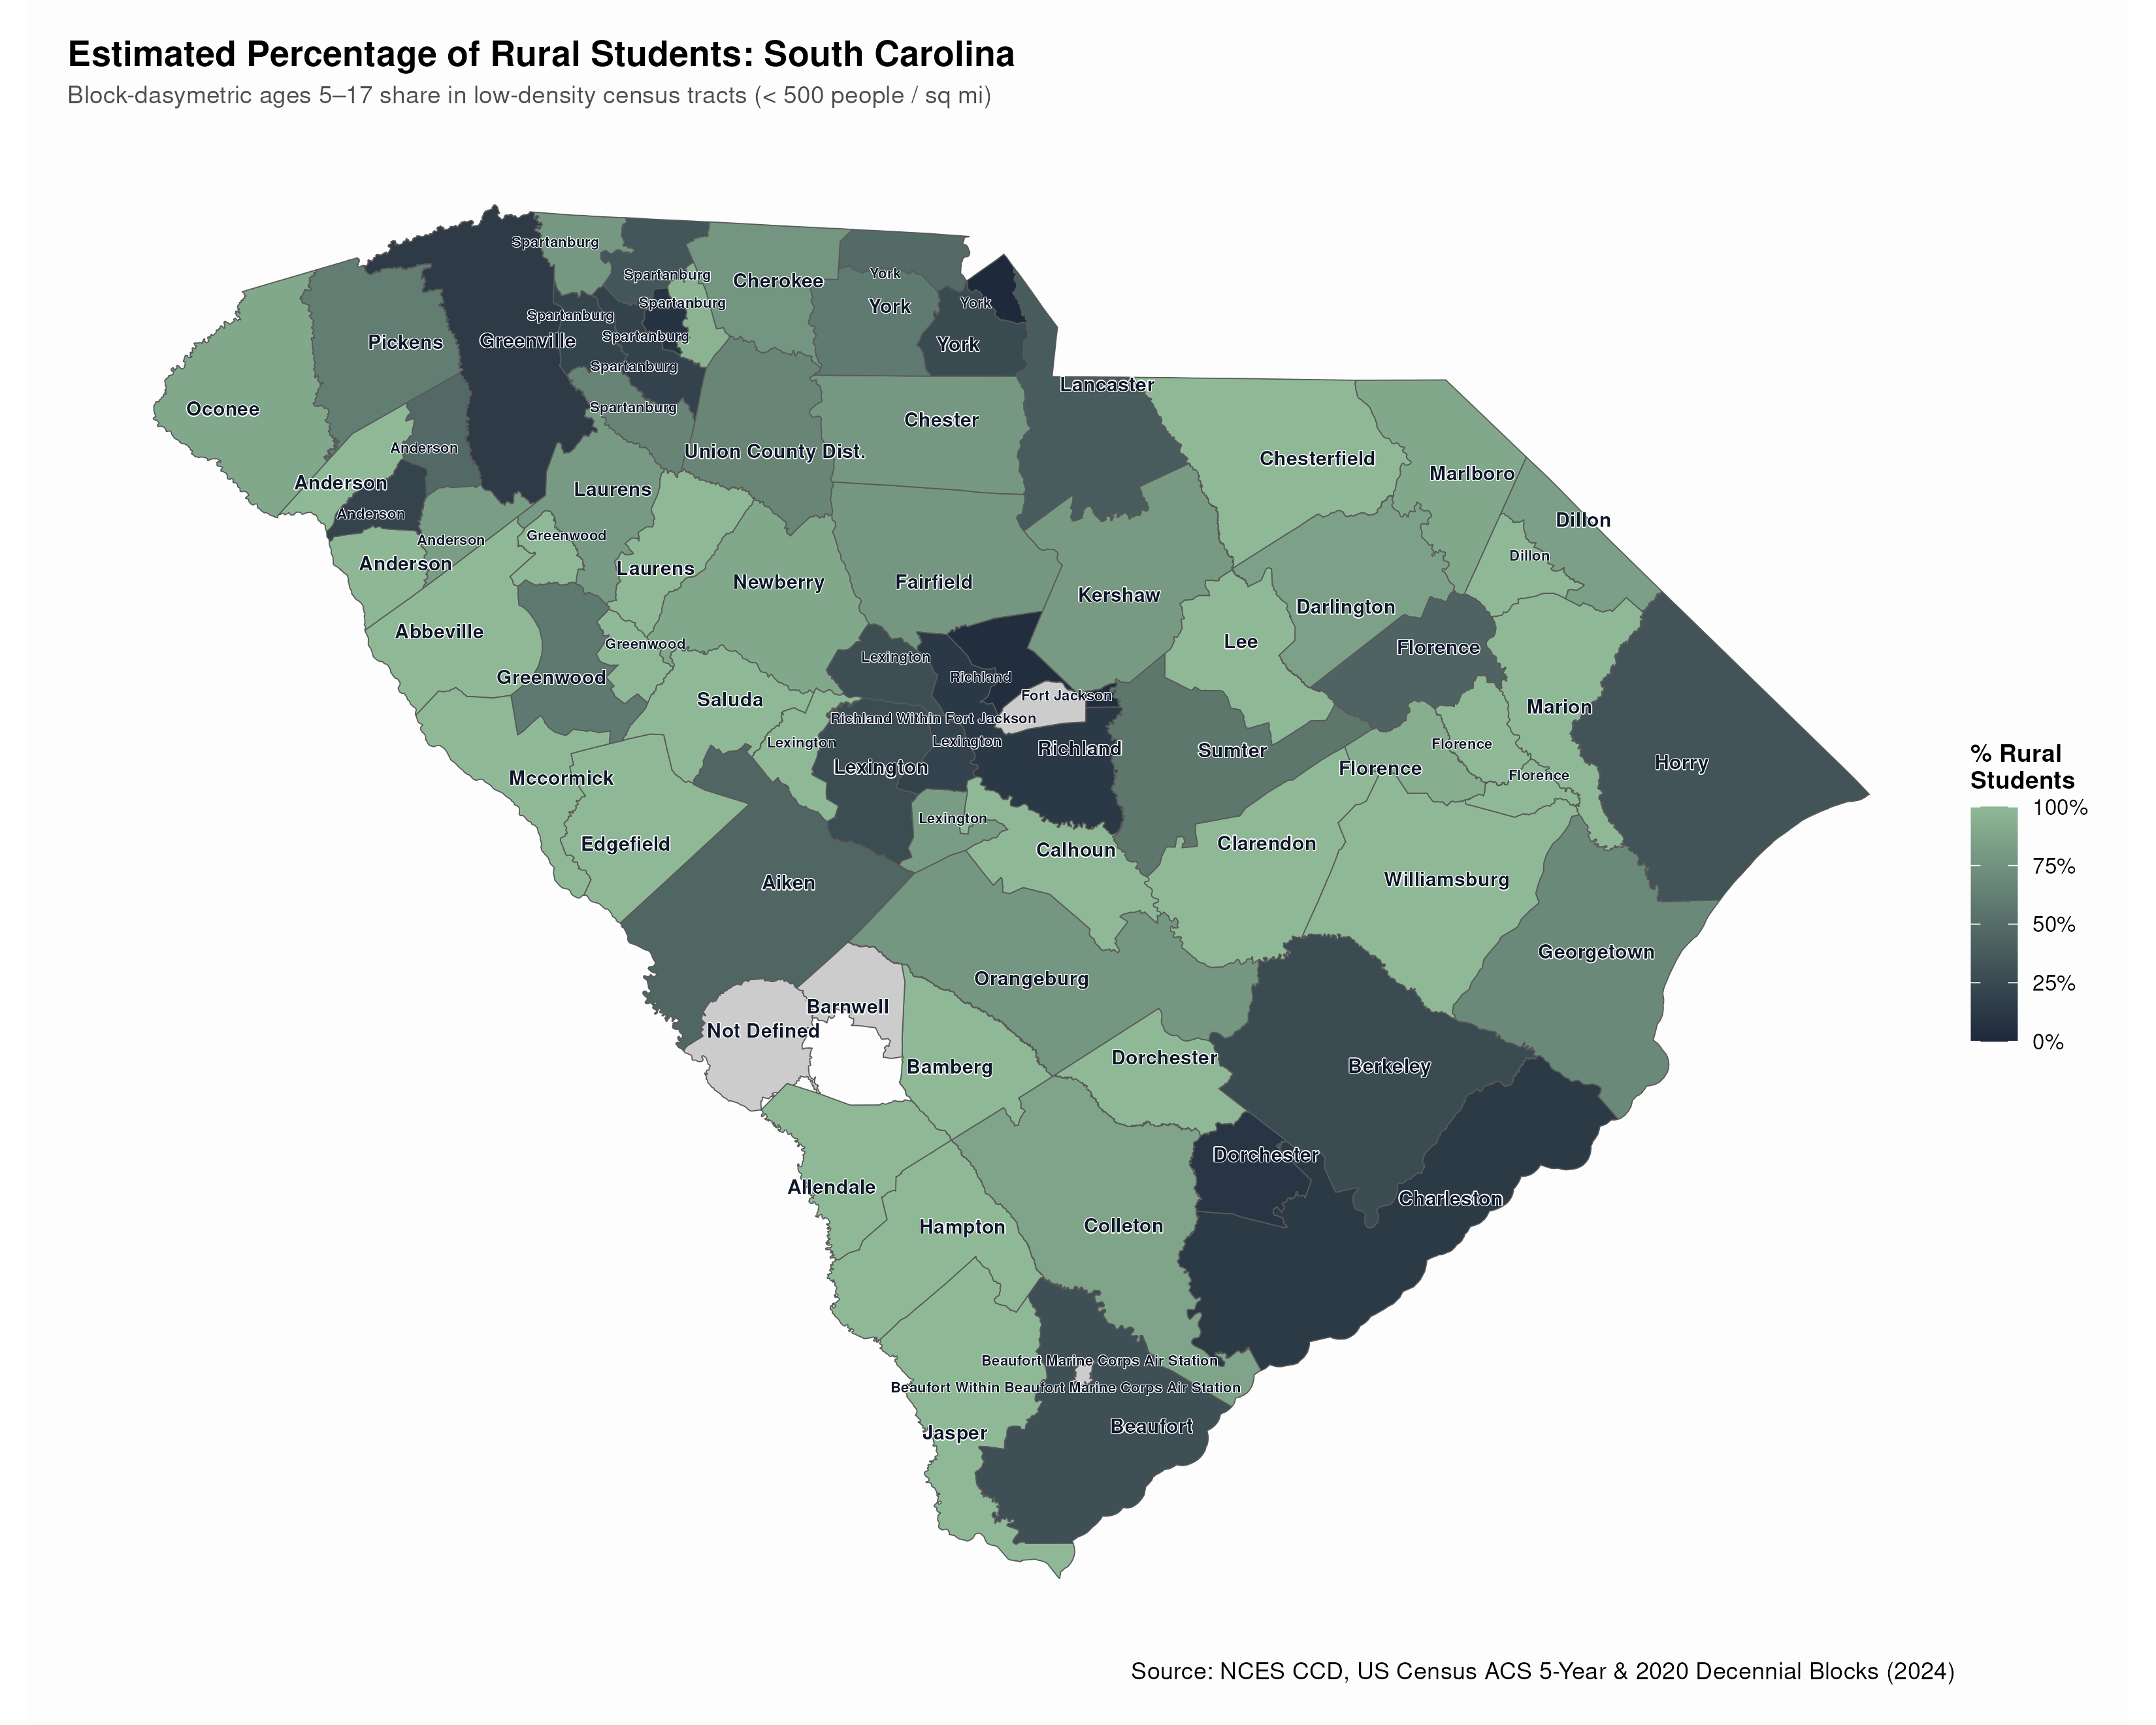 Estimated Percentage of Rural Students: South Carolina
Block-dasymetric ages 5–17 share in low-density census tracts (< 500 people / sq mi)
Spartanburg
Spartanburg
York
Cherokee
Spartanburg
York
York
Spartanburg
Spartanburg
Pickens
Greenville
York
Spartanburg
Lancaster
Oconee
Spartanburg
Chester
Anderson
Union County Dist.
Chesterfield
Marlboro
Anderson
Laurens
Anderson
Dillon
Greenwood
Anderson
Dillon
Anderson
Laurens
Newberry
Fairfield
Kershaw
Darlington
Abbeville
Greenwood
Lee
Florence
Lexington
Greenwood
Richland
Saluda
Fort Jackson
Marion
Richland Within Fort Jackson
Lexington
Lexington
Richland
Sumter
Florence
Lexington
Florence
Florence
Horry
Mccormick
Lexington
Edgefield
Calhoun
Clarendon
Aiken
Williamsburg
Georgetown
Orangeburg
Barnwell
Not Defined
Bamberg
Dorchester
Berkeley
Dorchester
Allendale
Charleston
Hampton
Colleton
Beaufort Marine Corps Air Station
Beaufort Within Beaufort Marine Corps Air Station
Beaufort
Jasper
% Rural
Students
100%
75%
50%
25%
0%
Source: NCES CCD, US Census ACS 5-Year & 2020 Decennial Blocks (2024)